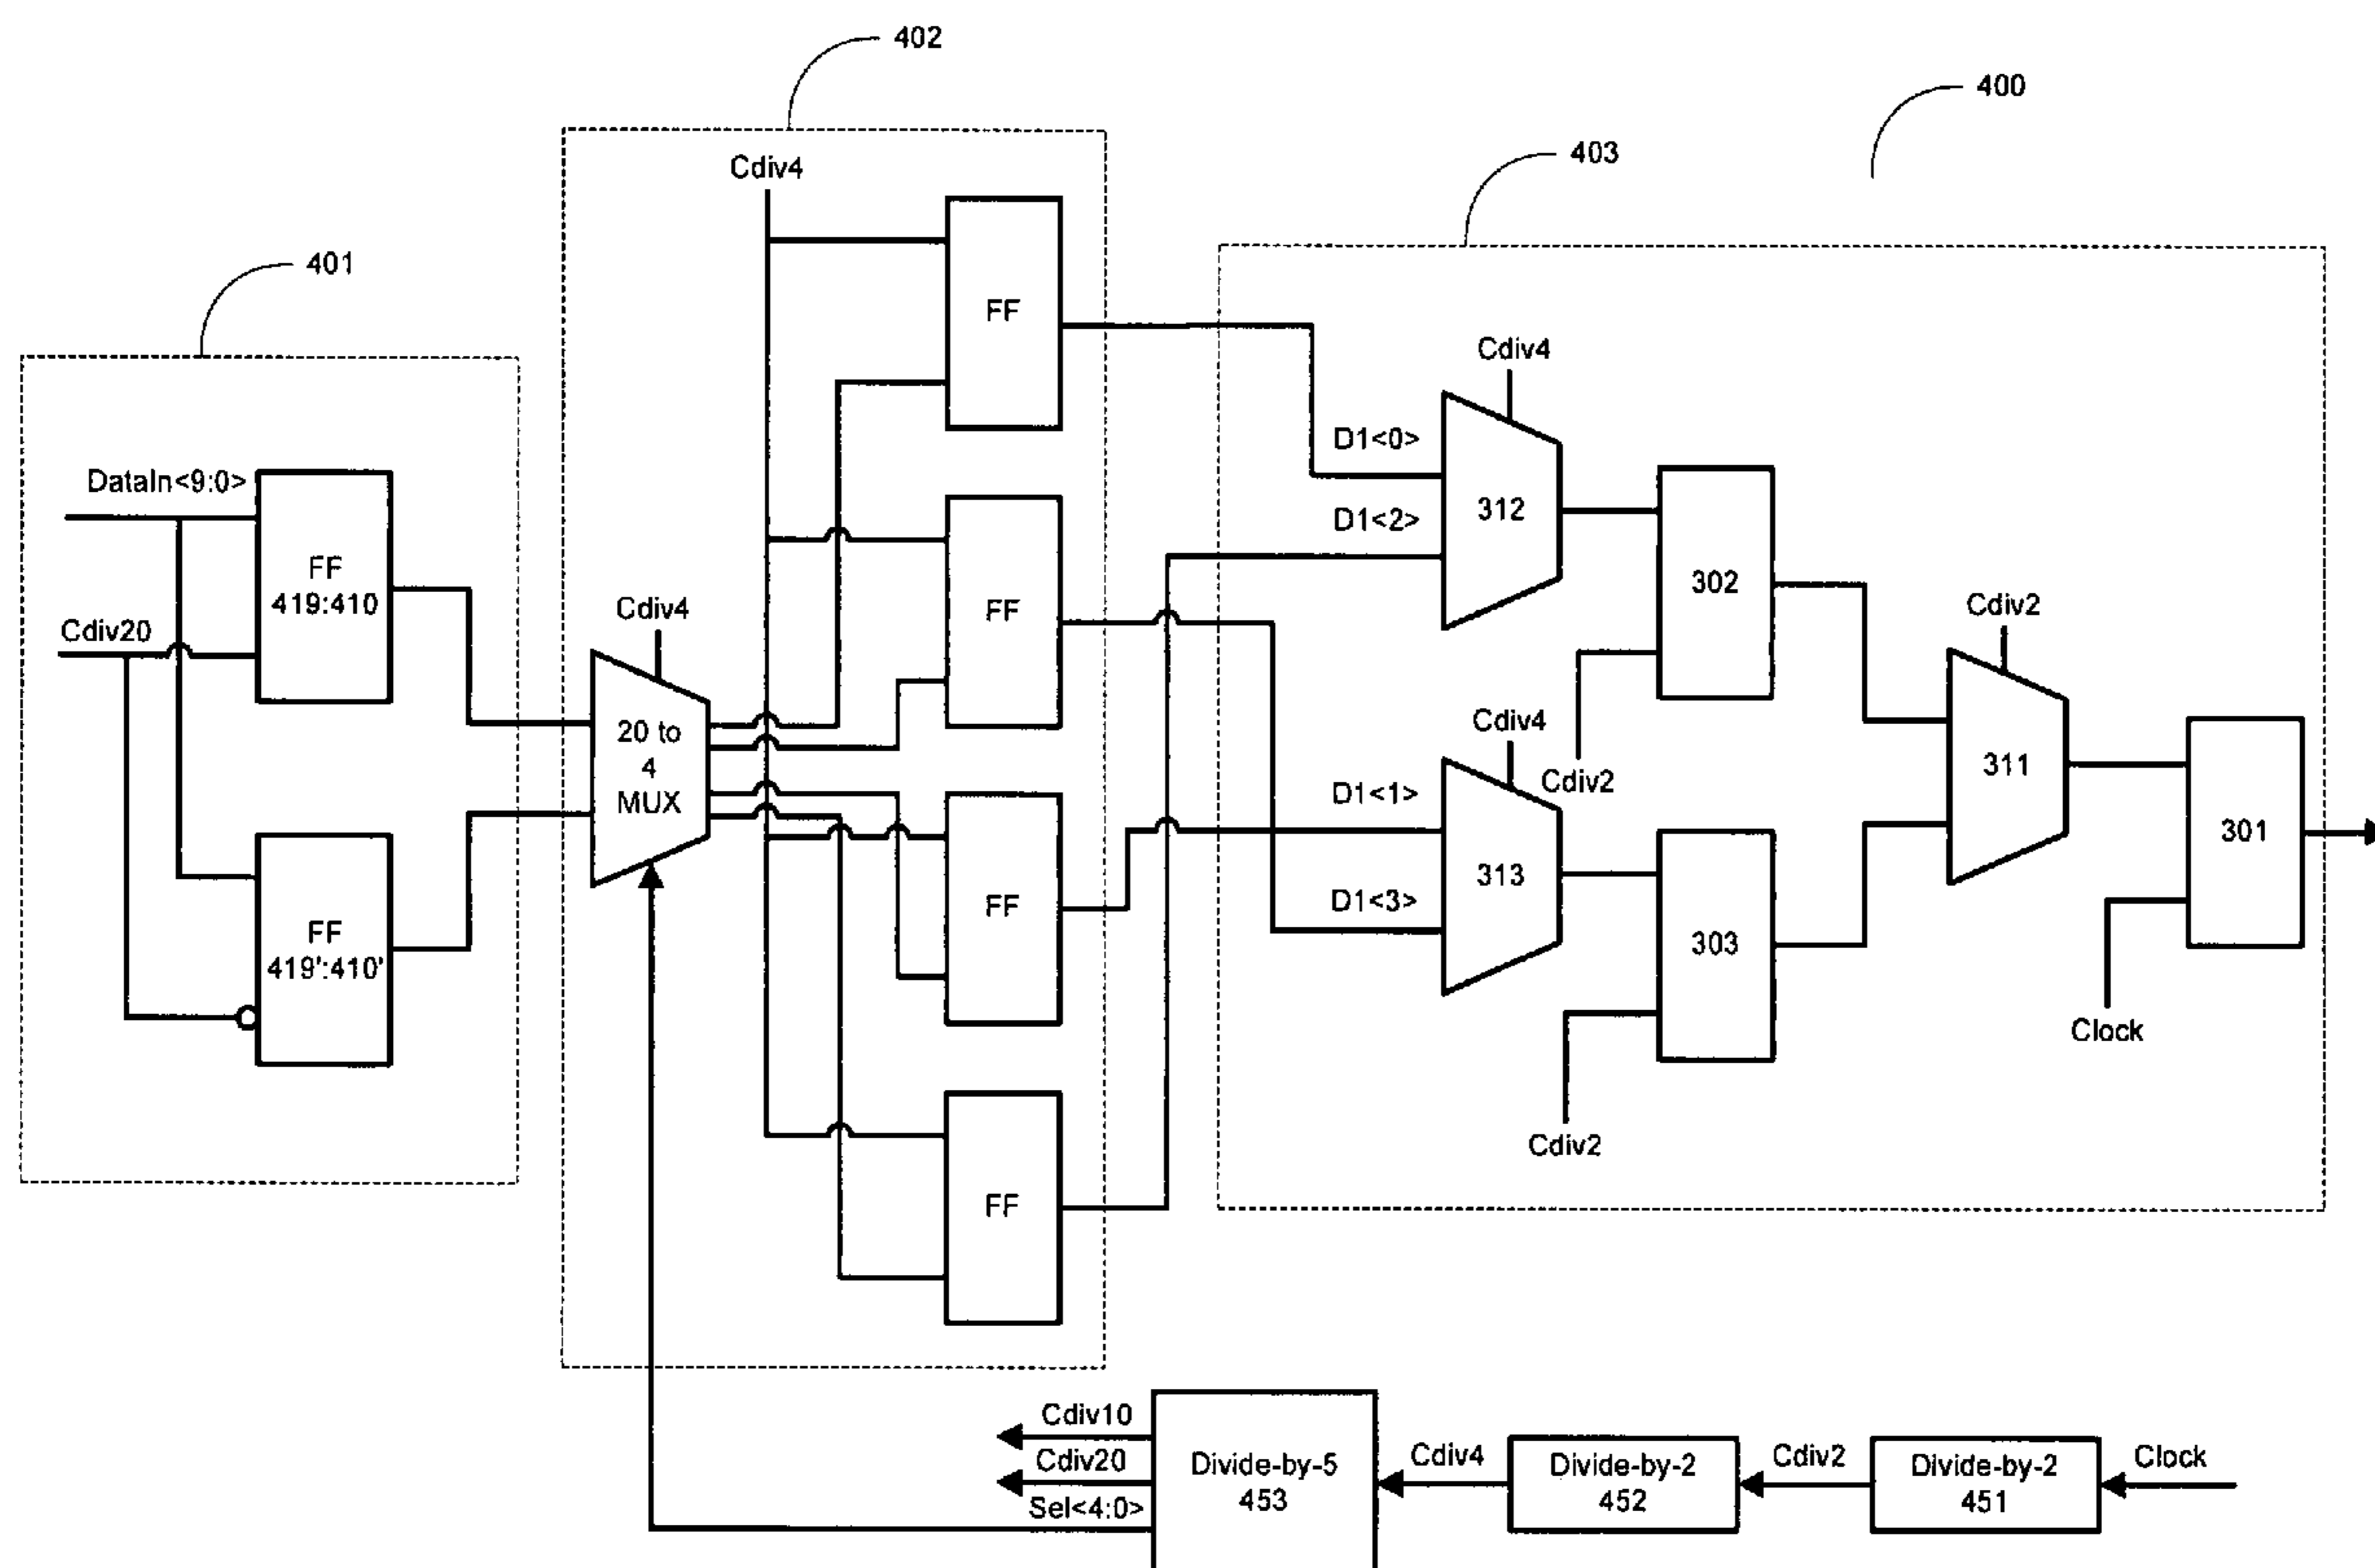 402
400
403
Cdiv4
401
FF
Cdiv4
D1<0>
DataIn<9:0>
D1<2>
312
FF
419:410
302
Cdiv20
Cdiv4
FF
Cdiv2
20 to
4
MUX
Cdiv4
Cdiv2
311
D1<1>
301
313
FF
D1<3>
FF
419':410'
303
Clock
Cdiv2
FF
Cdiv10
Cdiv20
Sel<4:0>
Divide-by-5
453
Cdiv4
Divide-by-2
452
Cdiv2
Divide-by-2
451
Clock